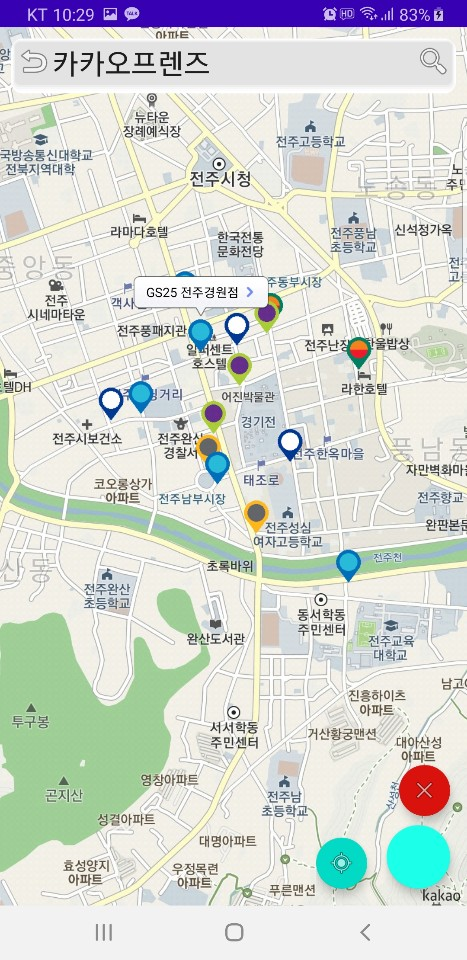 KT 10:29
HD
83%
카카오프렌즈
아파트
뉴타운
장례예식장
국방송통신대학교
전북지역대학
전주고등학교
전주시청
노송동
라마다호텔
한국전통
문화전당
전주풍남
초등학교
신석정가옥
중앙동
전주
시네마타운
객사
GS25 전주경원점
주동부시장
전주풍패지관
호스텔
전주난장
한울밥상
라한호텔
텔DH
어진박물관
거리
경기전
전주시보건소
전주완산
경찰서
전주한옥마을
풍남동
자만벽화마을
태조로
코오롱상가
아파트
전주남부시장
전주향교
전주성심
여자고등학교
완판본문
초록바위
전주천
산동
전주완산
초등학교
동서학동
주민센터
완산도서관
전주교육
대학교
남고
진흥하이츠
아파트
투구봉
서서학동
주민센터
거산황궁맨션
대아산성
아파트
곤지산
영창아파트
전주남
초등학교
산성천
성결아파트
대명아파트
효성양지
아파트
우정목련
아파트
푸른맨션
kakao